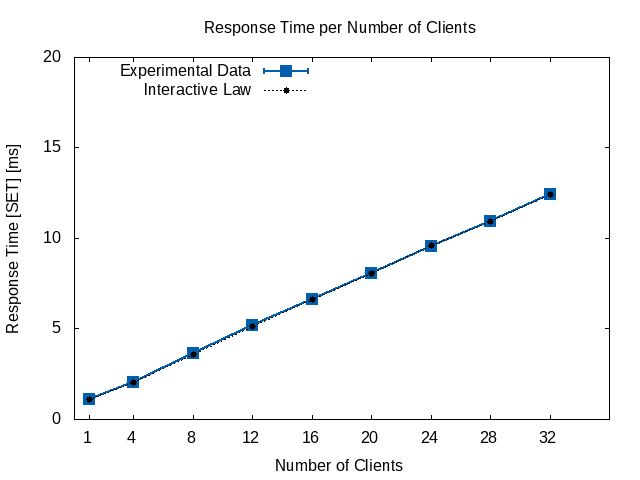 Response Time per Number of Clients
Experimental Data
Interactive Law
Response Time [SET] [ms]
20
15
10
5
0
1 4 8 12 16 20 24 28 32
Number of Clients